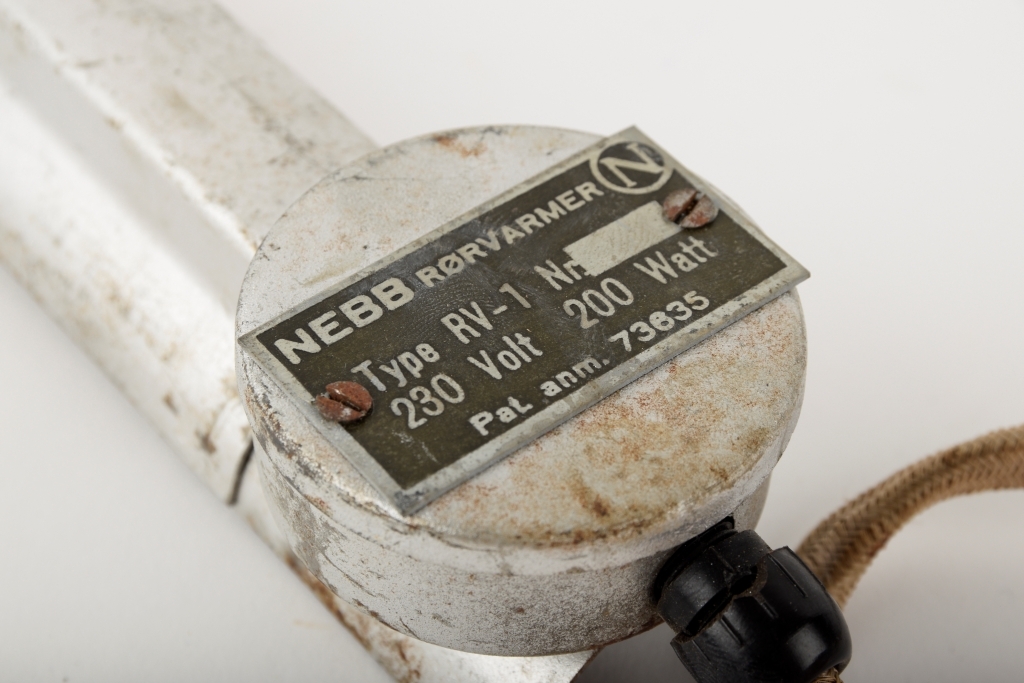 NEBB RØRVARMER N
Type RV-1 Nr.
230 Volt 200 Watt
Pat. anm. 73635